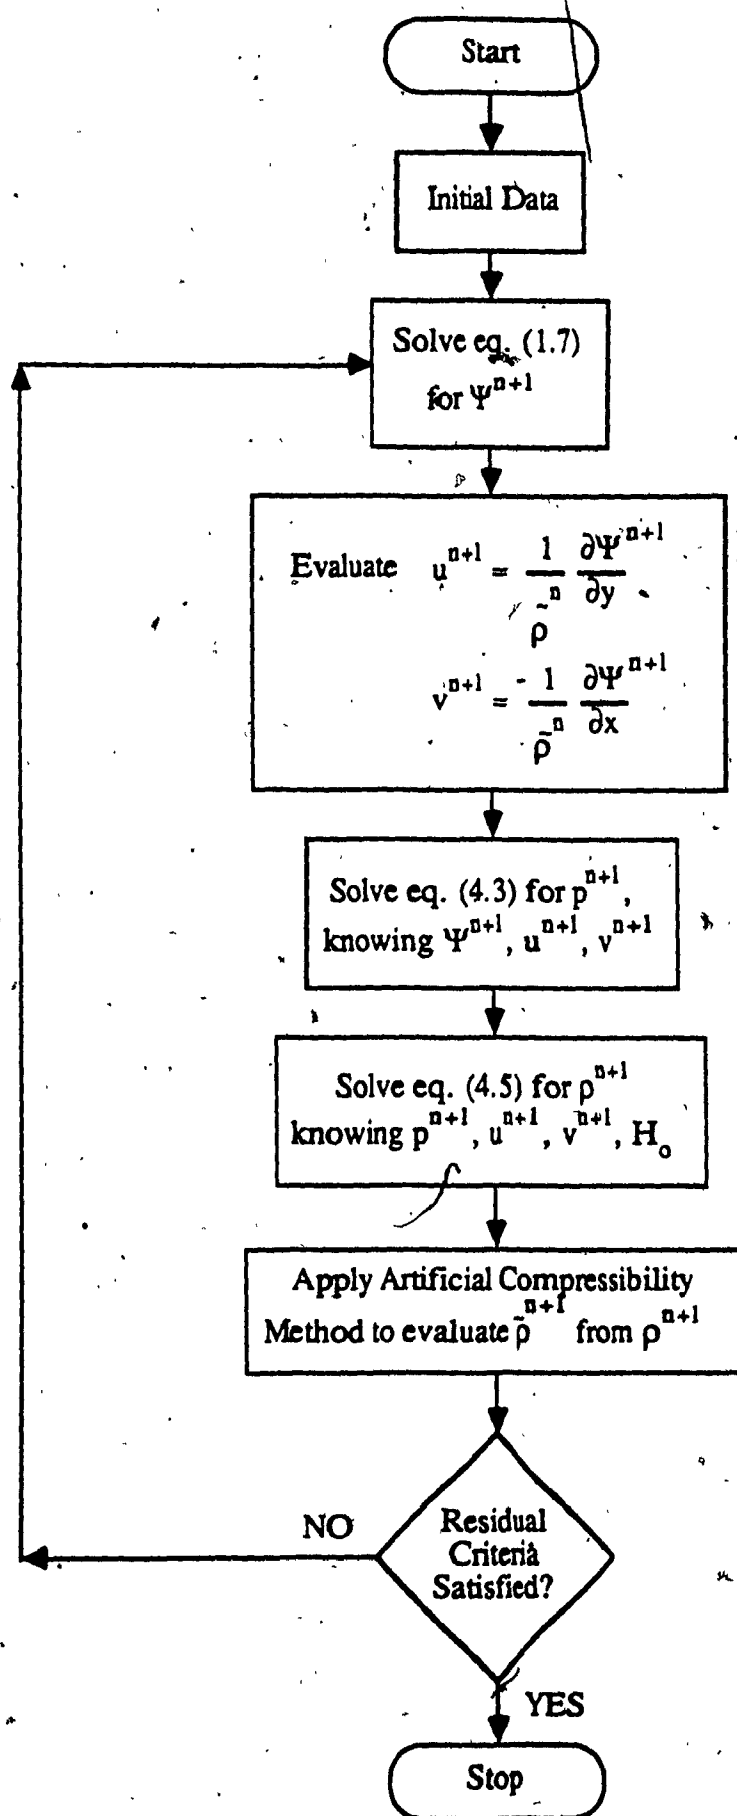 Start
Initial Data
Solve eq. (1.7)
for Ψ^{n+1}
Evaluate u^{n+1} = 1/ρ̃^{n} ∂Ψ^{n+1}/∂y
v^{n+1} = - 1/ρ̃^{n} ∂Ψ^{n+1}/∂x
Solve eq. (4.3) for p^{n+1},
knowing Ψ^{n+1}, u^{n+1}, v^{n+1}
Solve eq. (4.5) for ρ^{n+1}
knowing p^{n+1}, u^{n+1}, v^{n+1}, H_o
Apply Artificial Compressibility
Method to evaluate ρ̃^{n+1} from ρ^{n+1}
NO
Residual
Criteria
Satisfied?
YES
Stop